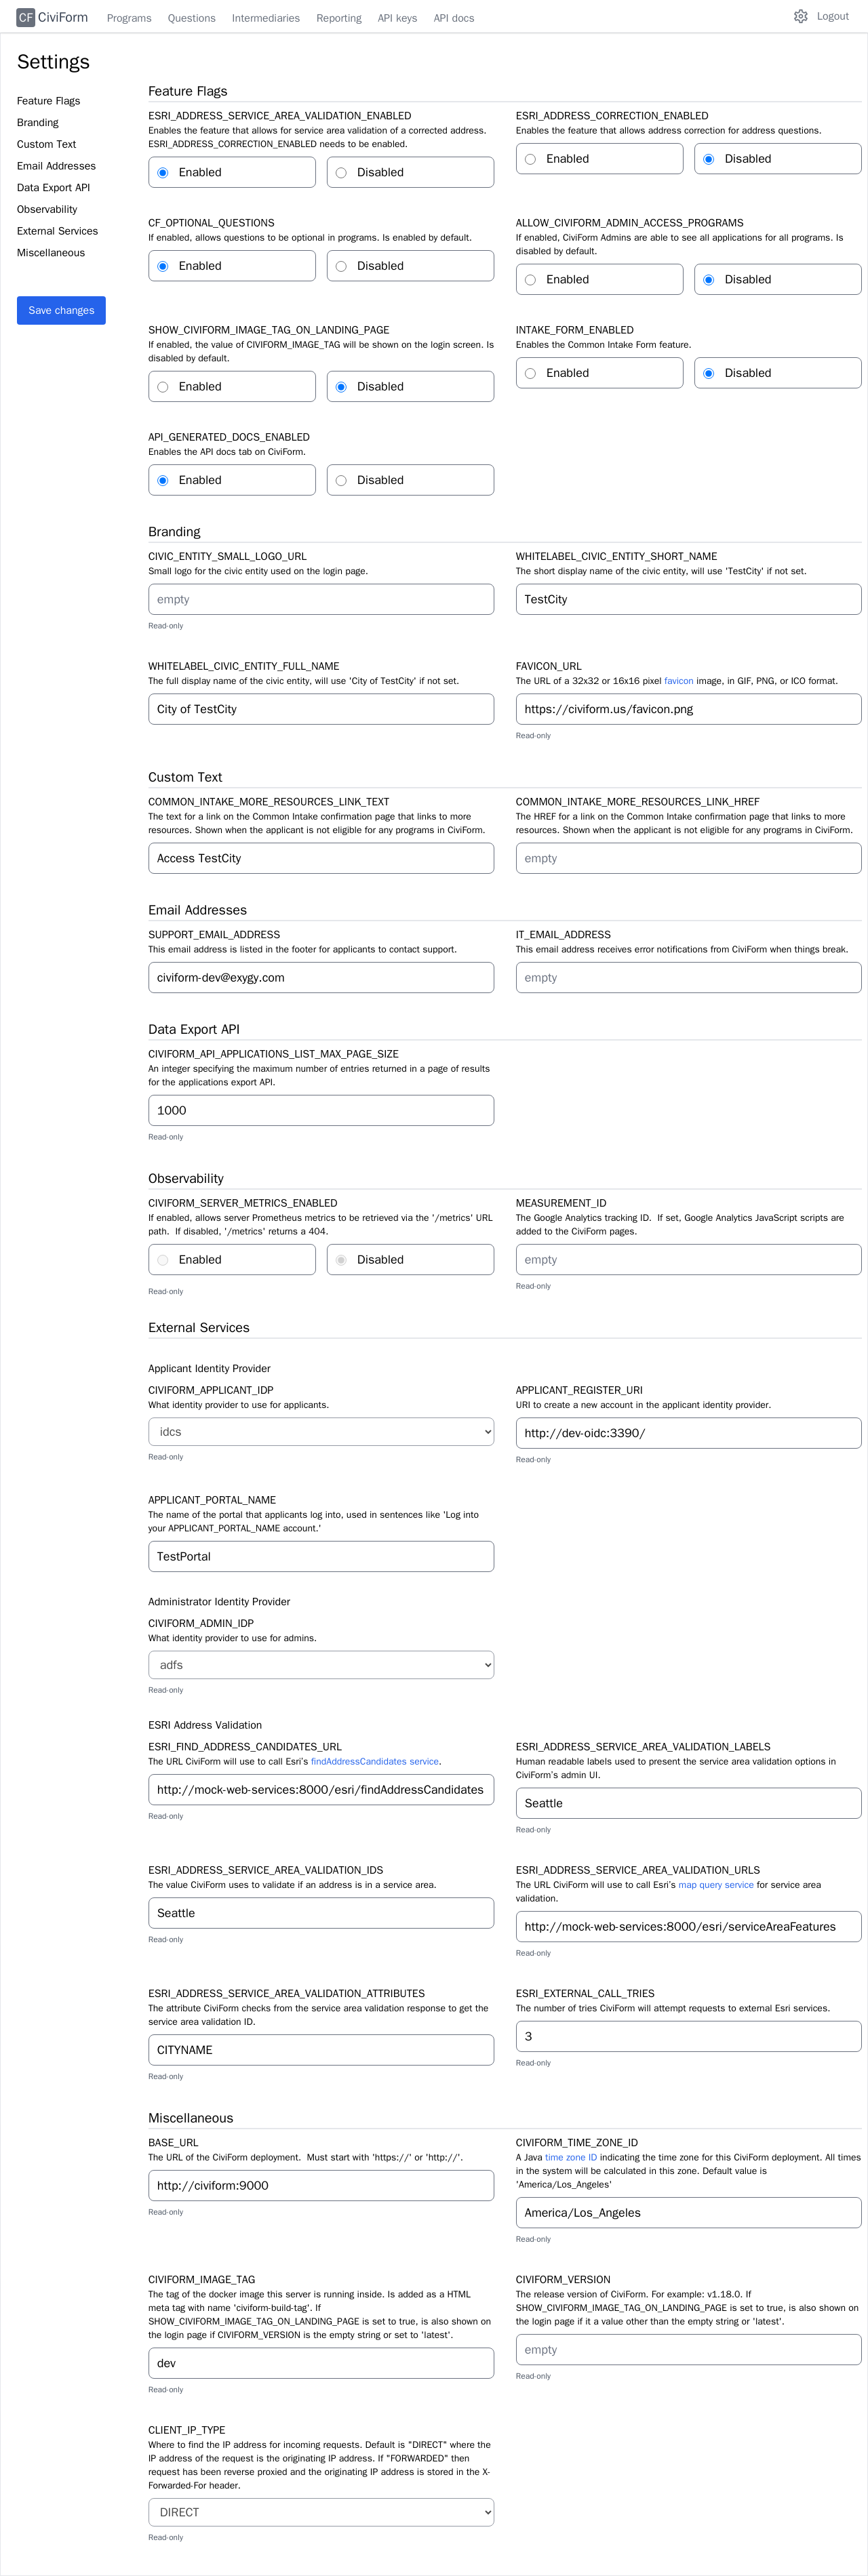 CF CiviForm Programs Questions Intermediaries Reporting API keys API docs Logout
Settings
Feature Flags
Branding
Custom Text
Email Addresses
Data Export API
Observability
External Services
Miscellaneous
Save changes
Feature Flags
ESRI_ADDRESS_SERVICE_AREA_VALIDATION_ENABLED
Enables the feature that allows for service area validation of a corrected address.
ESRI_ADDRESS_CORRECTION_ENABLED needs to be enabled.
Enabled Disabled
ESRI_ADDRESS_CORRECTION_ENABLED
Enables the feature that allows address correction for address questions.
Enabled Disabled
CF_OPTIONAL_QUESTIONS
If enabled, allows questions to be optional in programs. Is enabled by default.
Enabled Disabled
ALLOW_CIVIFORM_ADMIN_ACCESS_PROGRAMS
If enabled, CiviForm Admins are able to see all applications for all programs. Is
disabled by default.
Enabled Disabled
SHOW_CIVIFORM_IMAGE_TAG_ON_LANDING_PAGE
If enabled, the value of CIVIFORM_IMAGE_TAG will be shown on the login screen. Is
disabled by default.
Enabled Disabled
INTAKE_FORM_ENABLED
Enables the Common Intake Form feature.
Enabled Disabled
API_GENERATED_DOCS_ENABLED
Enables the API docs tab on CiviForm.
Enabled Disabled
Branding
CIVIC_ENTITY_SMALL_LOGO_URL
Small logo for the civic entity used on the login page.
empty
Read-only
WHITELABEL_CIVIC_ENTITY_SHORT_NAME
The short display name of the civic entity, will use 'TestCity' if not set.
TestCity
WHITELABEL_CIVIC_ENTITY_FULL_NAME
The full display name of the civic entity, will use 'City of TestCity' if not set.
City of TestCity
FAVICON_URL
The URL of a 32x32 or 16x16 pixel favicon image, in GIF, PNG, or ICO format.
https://civiform.us/favicon.png
Read-only
Custom Text
COMMON_INTAKE_MORE_RESOURCES_LINK_TEXT
The text for a link on the Common Intake confirmation page that links to more
resources. Shown when the applicant is not eligible for any programs in CiviForm.
Access TestCity
COMMON_INTAKE_MORE_RESOURCES_LINK_HREF
The HREF for a link on the Common Intake confirmation page that links to more
resources. Shown when the applicant is not eligible for any programs in CiviForm.
empty
Email Addresses
SUPPORT_EMAIL_ADDRESS
This email address is listed in the footer for applicants to contact support.
civiform-dev@exygy.com
IT_EMAIL_ADDRESS
This email address receives error notifications from CiviForm when things break.
empty
Data Export API
CIVIFORM_API_APPLICATIONS_LIST_MAX_PAGE_SIZE
An integer specifying the maximum number of entries returned in a page of results
for the applications export API.
1000
Read-only
Observability
CIVIFORM_SERVER_METRICS_ENABLED
If enabled, allows server Prometheus metrics to be retrieved via the '/metrics' URL
path. If disabled, '/metrics' returns a 404.
Enabled Disabled
Read-only
MEASUREMENT_ID
The Google Analytics tracking ID. If set, Google Analytics JavaScript scripts are
added to the CiviForm pages.
empty
Read-only
External Services
Applicant Identity Provider
CIVIFORM_APPLICANT_IDP
What identity provider to use for applicants.
idcs
Read-only
APPLICANT_REGISTER_URI
URI to create a new account in the applicant identity provider.
http://dev-oidc:3390/
Read-only
APPLICANT_PORTAL_NAME
The name of the portal that applicants log into, used in sentences like 'Log into
your APPLICANT_PORTAL_NAME account.'
TestPortal
Administrator Identity Provider
CIVIFORM_ADMIN_IDP
What identity provider to use for admins.
adfs
Read-only
ESRI Address Validation
ESRI_FIND_ADDRESS_CANDIDATES_URL
The URL CiviForm will use to call Esri's findAddressCandidates service.
http://mock-web-services:8000/esri/findAddressCandidates
Read-only
ESRI_ADDRESS_SERVICE_AREA_VALIDATION_LABELS
Human readable labels used to present the service area validation options in
CiviForm's admin UI.
Seattle
Read-only
ESRI_ADDRESS_SERVICE_AREA_VALIDATION_IDS
The value CiviForm uses to validate if an address is in a service area.
Seattle
Read-only
ESRI_ADDRESS_SERVICE_AREA_VALIDATION_URLS
The URL CiviForm will use to call Esri's map query service for service area
validation.
http://mock-web-services:8000/esri/serviceAreaFeatures
Read-only
ESRI_ADDRESS_SERVICE_AREA_VALIDATION_ATTRIBUTES
The attribute CiviForm checks from the service area validation response to get the
service area validation ID.
CITYNAME
Read-only
ESRI_EXTERNAL_CALL_TRIES
The number of tries CiviForm will attempt requests to external Esri services.
3
Read-only
Miscellaneous
BASE_URL
The URL of the CiviForm deployment. Must start with 'https://' or 'http://'.
http://civiform:9000
Read-only
CIVIFORM_TIME_ZONE_ID
A Java time zone ID indicating the time zone for this CiviForm deployment. All times
in the system will be calculated in this zone. Default value is
'America/Los_Angeles'
America/Los_Angeles
Read-only
CIVIFORM_IMAGE_TAG
The tag of the docker image this server is running inside. Is added as a HTML
meta tag with name 'civiform-build-tag'. If
SHOW_CIVIFORM_IMAGE_TAG_ON_LANDING_PAGE is set to true, is also shown on
the login page if CIVIFORM_VERSION is the empty string or set to 'latest'.
dev
Read-only
CIVIFORM_VERSION
The release version of CiviForm. For example: v1.18.0. If
SHOW_CIVIFORM_IMAGE_TAG_ON_LANDING_PAGE is set to true, is also shown on
the login page if it a value other than the empty string or 'latest'.
empty
Read-only
CLIENT_IP_TYPE
Where to find the IP address for incoming requests. Default is "DIRECT" where the
IP address of the request is the originating IP address. If "FORWARDED" then
request has been reverse proxied and the originating IP address is stored in the X-
Forwarded-For header.
DIRECT
Read-only